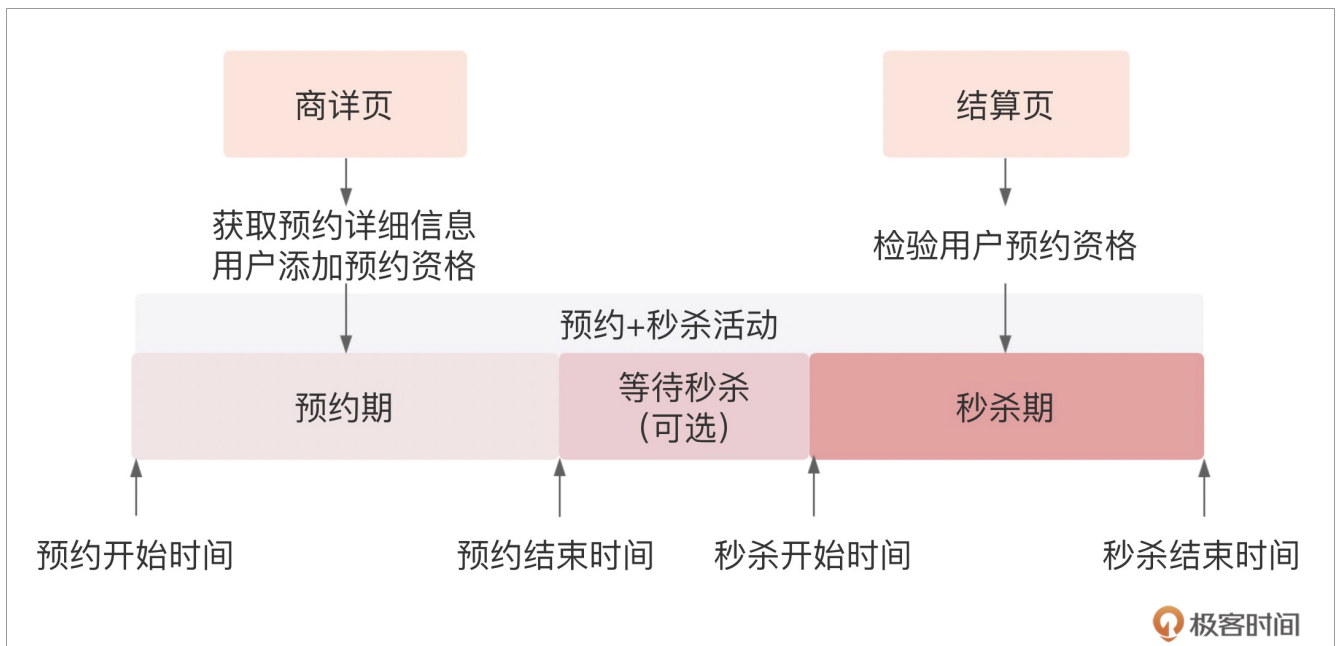 商详页
结算页
获取预约详细信息
用户添加预约资格
检验用户预约资格
预约+秒杀活动
预约期
等待秒杀
（可选）
秒杀期
预约开始时间
预约结束时间
秒杀开始时间
秒杀结束时间
极客时间